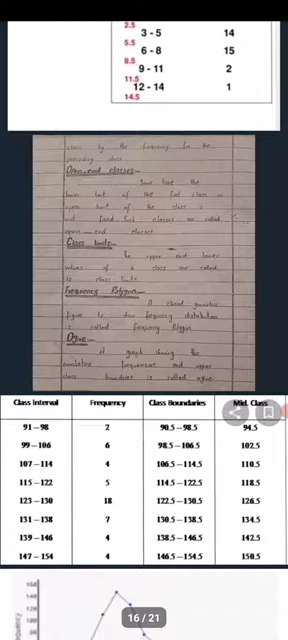 2.5
3 - 5 14
5.5
6 - 8 15
8.5
9 - 11 2
11.5
12 - 14 1
14.5
class by the frequency for the
preceding class
Open end classes
Some time the
lower limit of the first class or
upper limit of the class is
not fixed. Such classes are called
open end classes
Class limits
The upper and lower
values of a class are called
its class limits
Frequency Polygon
A closed geometric
figure to show frequency distribution
is called frequency Polygon
Ogive
A graph showing the
cumulative frequencies and upper
class boundries is called ogive
Class Interval Frequency Class Boundaries Mid. Class
91 – 98 2 90.5 – 98.5 94.5
99 – 106 6 98.5 – 106.5 102.5
107 – 114 4 106.5 – 114.5 110.5
115 – 122 5 114.5 – 122.5 118.5
123 – 130 18 122.5 – 130.5 126.5
131 – 138 7 130.5 – 138.5 134.5
139 – 146 4 138.5 – 146.5 142.5
147 – 154 4 146.5 – 154.5 150.5
160
140
120
100
80
16 / 21